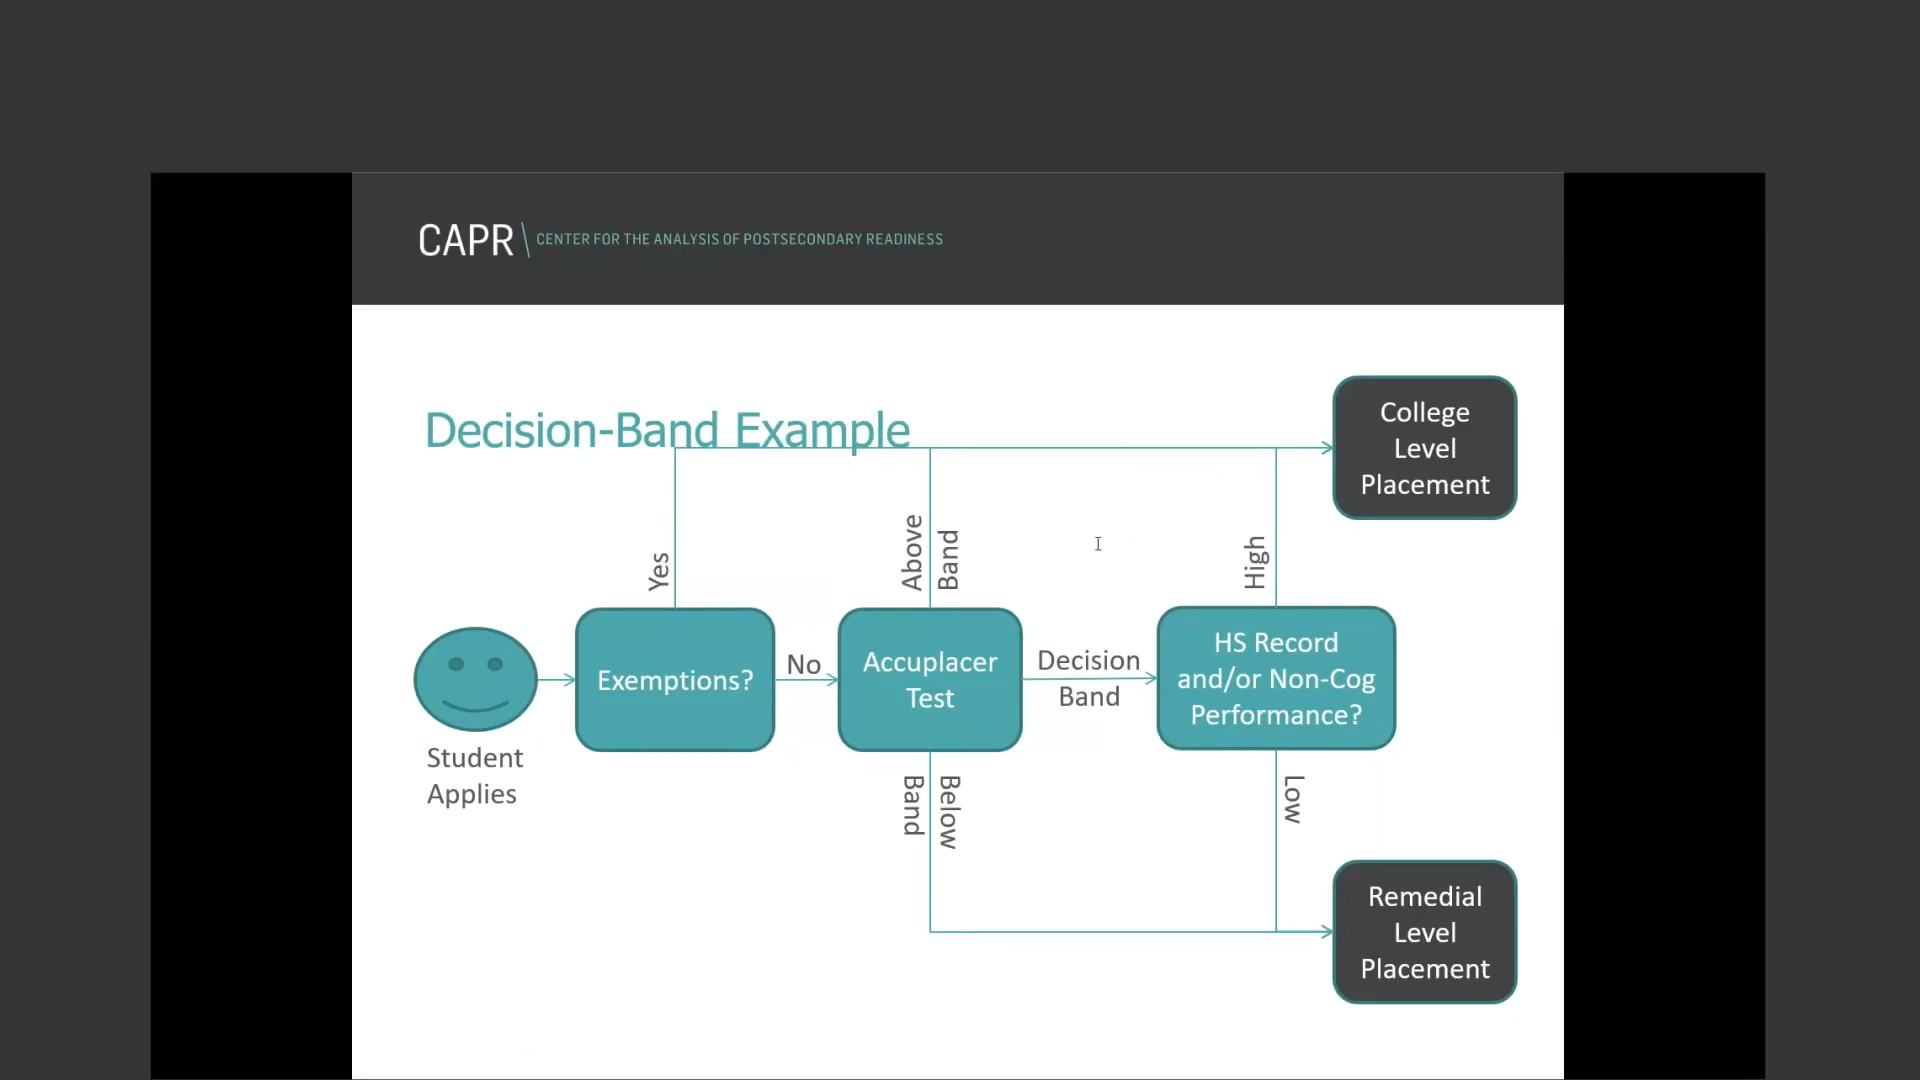 CAPR
CENTER FOR THE ANALYSIS OF POSTSECONDARY READINESS
Decision-Band Example
College
Level
Placement
Yes
Above
Band
High
Student
Applies
Exemptions?
No
Accuplacer
Test
Decision
Band
HS Record
and/or Non-Cog
Performance?
Below
Band
Low
Remedial
Level
Placement